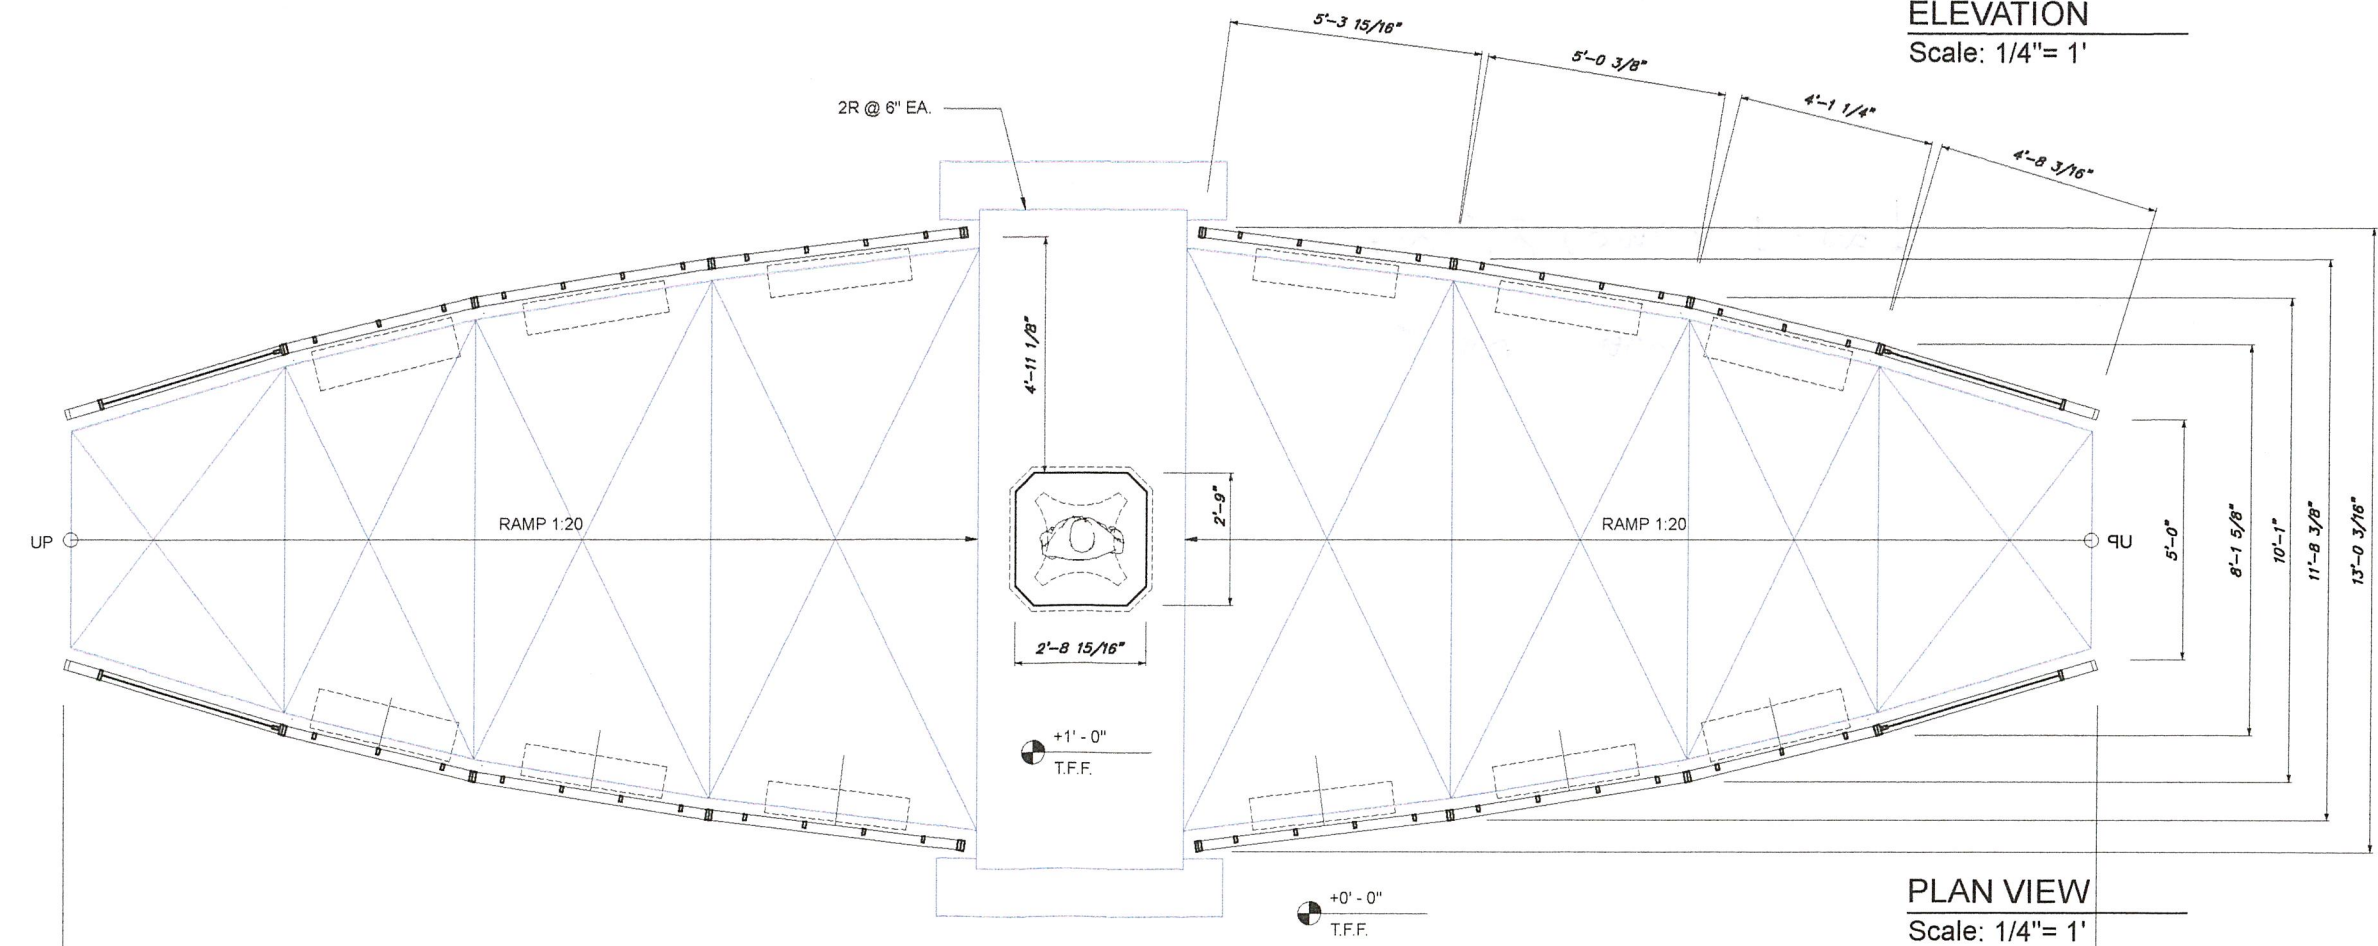 ELEVATION
Scale: 1/4"= 1'
5'-3 15/16"
5'-0 3/8"
4'-1 1/4"
4'-8 3/16"
2R @ 6" EA.
4'-11 1/8"
RAMP 1:20
RAMP 1:20
UP
UP
2'-9"
2'-8 15/16"
5'-0"
8'-1 5/8"
10'-1"
11'-8 3/8"
13'-0 3/16"
+1' - 0"
T.F.F.
+0' - 0"
T.F.F.
PLAN VIEW
Scale: 1/4"= 1'